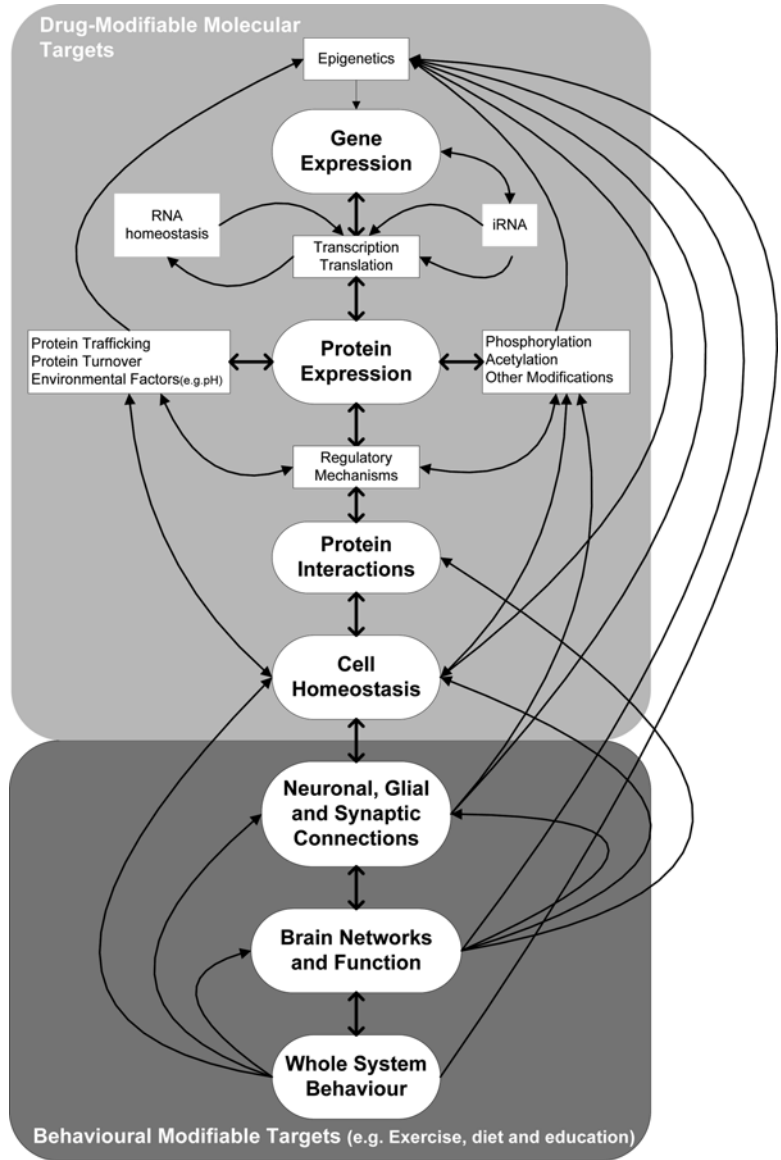 Drug-Modifiable Molecular
Targets
Epigenetics
Gene
Expression
RNA
homeostasis
iRNA
Transcription
Translation
Protein Trafficking
Protein Turnover
Environmental Factors(e.g.pH)
Protein
Expression
Phosphorylation
Acetylation
Other Modifications
Regulatory
Mechanisms
Protein
Interactions
Cell
Homeostasis
Neuronal, Glial
and Synaptic
Connections
Brain Networks
and Function
Whole System
Behaviour
Behavioural Modifiable Targets (e.g. Exercise, diet and education)